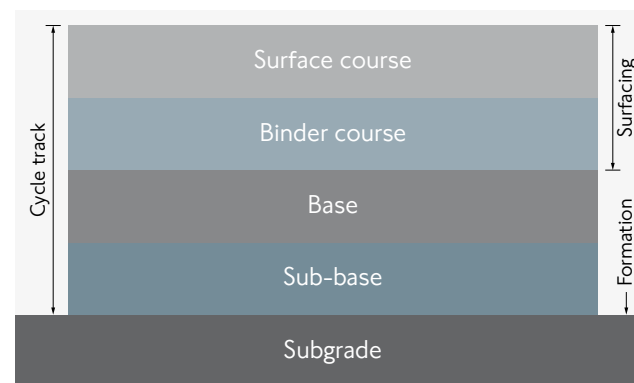 Surface course
Binder course
Base
Sub-base
Subgrade
Cycle track
Surfacing
Formation